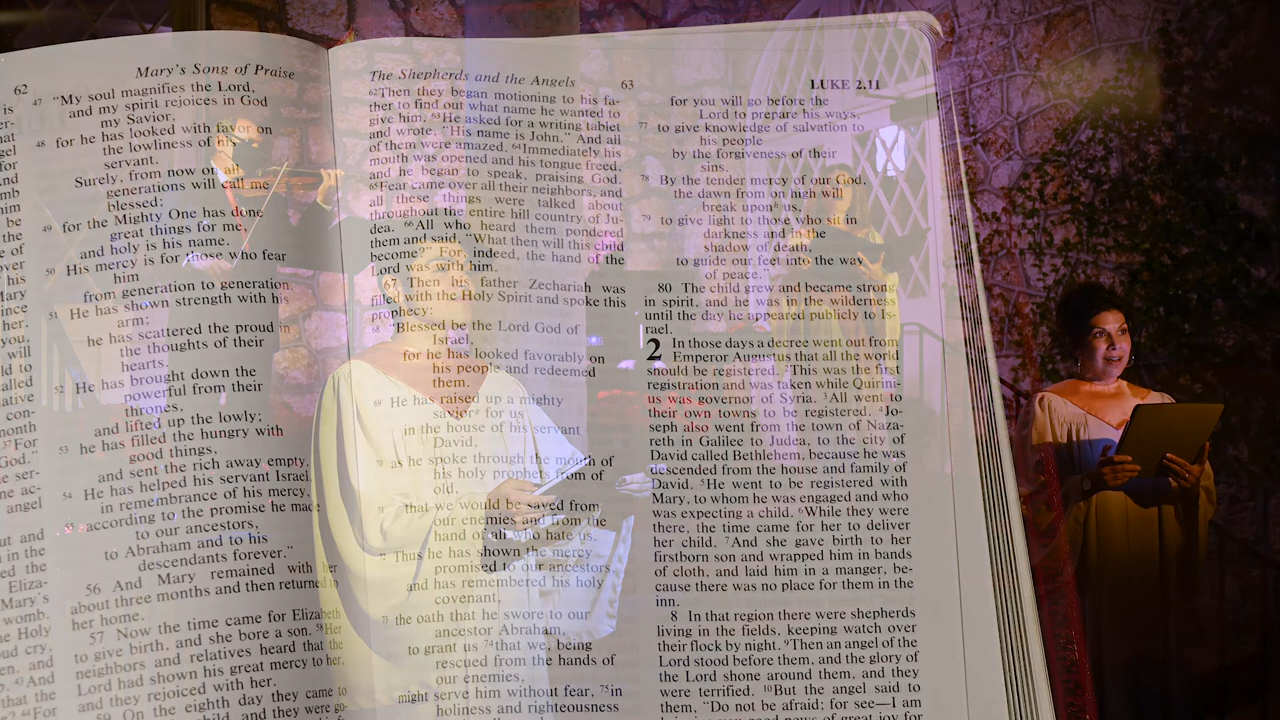 62
Mary's Song of Praise
is
47 "My soul magnifies the Lord,
and my spirit rejoices in God
my Savior,
48 for he has looked with favor on
the lowliness of his
servant.
Surely, from now on all
generations will call me
blessed;
49 for the Mighty One has done
great things for me,
and holy is his name.
50 His mercy is for those who fear
him
from generation to generation.
51 He has shown strength with his
arm;
he has scattered the proud in
the thoughts of their
hearts.
52 He has brought down the
powerful from their
thrones,
and lifted up the lowly;
53 he has filled the hungry with
good things,
and sent the rich away empty.
54 He has helped his servant Israel,
in remembrance of his mercy,
55 according to the promise he made
to our ancestors,
to Abraham and to his
descendants forever."
56 And Mary remained with her
about three months and then returned to
her home.
57 Now the time came for Elizabeth
to give birth, and she bore a son. 58Her
neighbors and relatives heard that the
Lord had shown his great mercy to her,
and they rejoiced with her.
59 On the eighth day they came to
The Shepherds and the Angels
63
LUKE 2.11
62Then they began motioning to his fa-
ther to find out what name he wanted to
give him. 63He asked for a writing tablet
and wrote, "His name is John." And all
of them were amazed. 64Immediately his
mouth was opened and his tongue freed,
and he began to speak, praising God.
65Fear came over all their neighbors, and
all these things were talked about
throughout the entire hill country of Ju-
dea. 66All who heard them pondered
them and said, "What then will this child
become?" For, indeed, the hand of the
Lord was with him.
67 Then his father Zechariah was
filled with the Holy Spirit and spoke this
prophecy:
68 "Blessed be the Lord God of
Israel,
for he has looked favorably on
his people and redeemed
them.
69 He has raised up a mighty
savior for us
in the house of his servant
David,
70 as he spoke through the mouth of
his holy prophets from of
old,
71 that we would be saved from
our enemies and from the
hand of all who hate us.
72 Thus he has shown the mercy
promised to our ancestors,
and has remembered his holy
covenant,
73 the oath that he swore to our
ancestor Abraham,
to grant us 74that we, being
rescued from the hands of
our enemies,
might serve him without fear, 75in
holiness and righteousness
for you will go before the
Lord to prepare his ways,
77 to give knowledge of salvation to
his people
by the forgiveness of their
sins.
78 By the tender mercy of our God,
the dawn from on high will
break upon us,
79 to give light to those who sit in
darkness and in the
shadow of death,
to guide our feet into the way
of peace."
80 The child grew and became strong
in spirit, and he was in the wilderness
until the day he appeared publicly to Is-
rael.
2 In those days a decree went out from
Emperor Augustus that all the world
should be registered. 2This was the first
registration and was taken while Quirini-
us was governor of Syria. 3All went to
their own towns to be registered. 4Jo-
seph also went from the town of Naza-
reth in Galilee to Judea, to the city of
David called Bethlehem, because he was
descended from the house and family of
David. 5He went to be registered with
Mary, to whom he was engaged and who
was expecting a child. 6While they were
there, the time came for her to deliver
her child. 7And she gave birth to her
firstborn son and wrapped him in bands
of cloth, and laid him in a manger, be-
cause there was no place for them in the
inn.
8 In that region there were shepherds
living in the fields, keeping watch over
their flock by night. 9Then an angel of the
Lord stood before them, and the glory of
the Lord shone around them, and they
were terrified. 10But the angel said to
them, "Do not be afraid; for see—I am